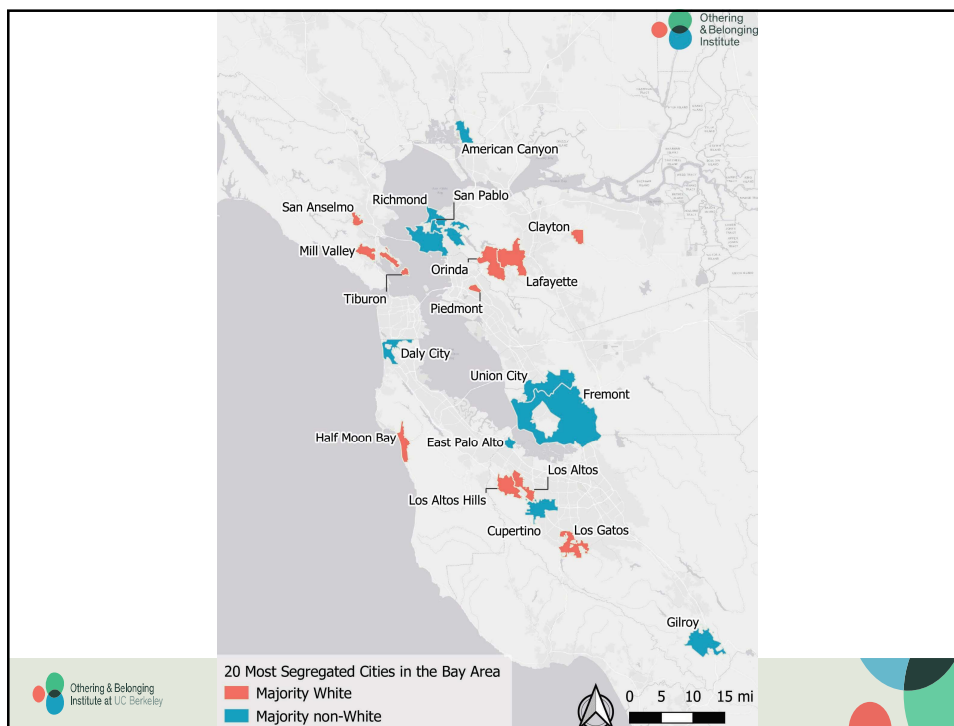 Othering
& Belonging
Institute
American Canyon
San Pablo
Richmond
San Anselmo
Clayton
Mill Valley
Orinda
Lafayette
Tiburon
Piedmont
Daly City
Union City
Fremont
Half Moon Bay
East Palo Alto
Los Altos
Los Altos Hills
Cupertino
Los Gatos
Gilroy
20 Most Segregated Cities in the Bay Area
Majority White
Majority non-White
0 5 10 15 mi
Othering & Belonging
Institute at UC Berkeley